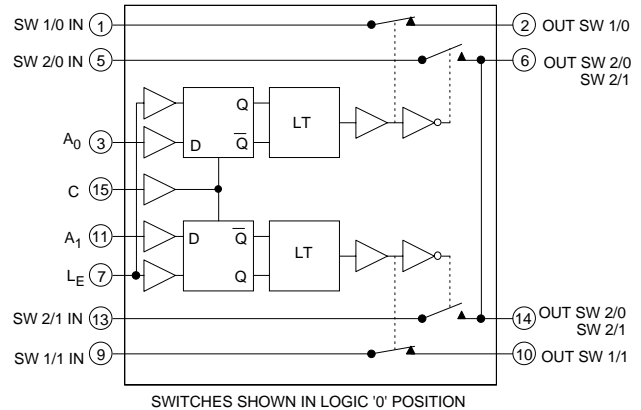 SW 1/0 IN 1
2 OUT SW 1/0
SW 2/0 IN 5
6 OUT SW 2/0
SW 2/1
Q
A0 3
D
Q̅
LT
C 15
A1 11
D
Q̅
LT
LE 7
Q
SW 2/1 IN 13
14 OUT SW 2/0
SW 2/1
SW 1/1 IN 9
10 OUT SW 1/1
SWITCHES SHOWN IN LOGIC '0' POSITION